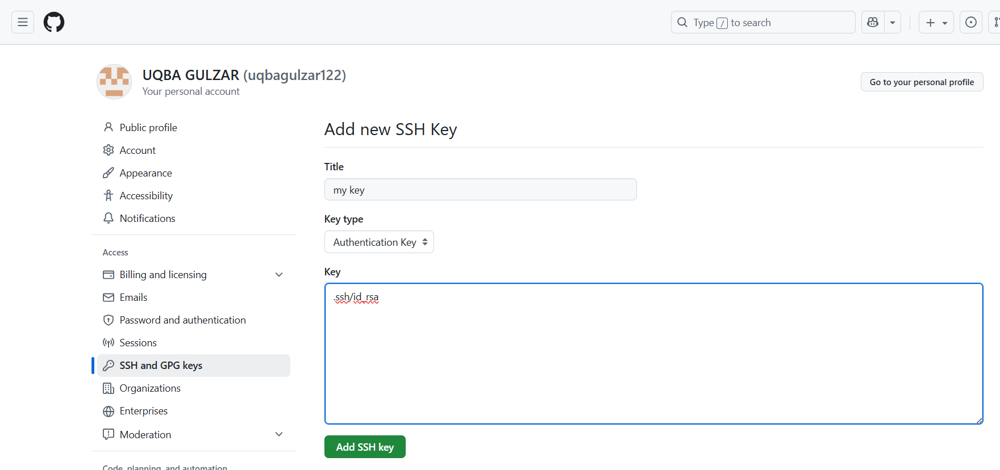 Type / to search
UQBA GULZAR (uqbagulzar122)
Your personal account
Go to your personal profile
Public profile
Account
Appearance
Accessibility
Notifications
Access
Billing and licensing
Emails
Password and authentication
Sessions
SSH and GPG keys
Organizations
Enterprises
Moderation
Code, planning, and automation
Add new SSH Key
Title
my key
Key type
Authentication Key
Key
.ssh/id_rsa
Add SSH key